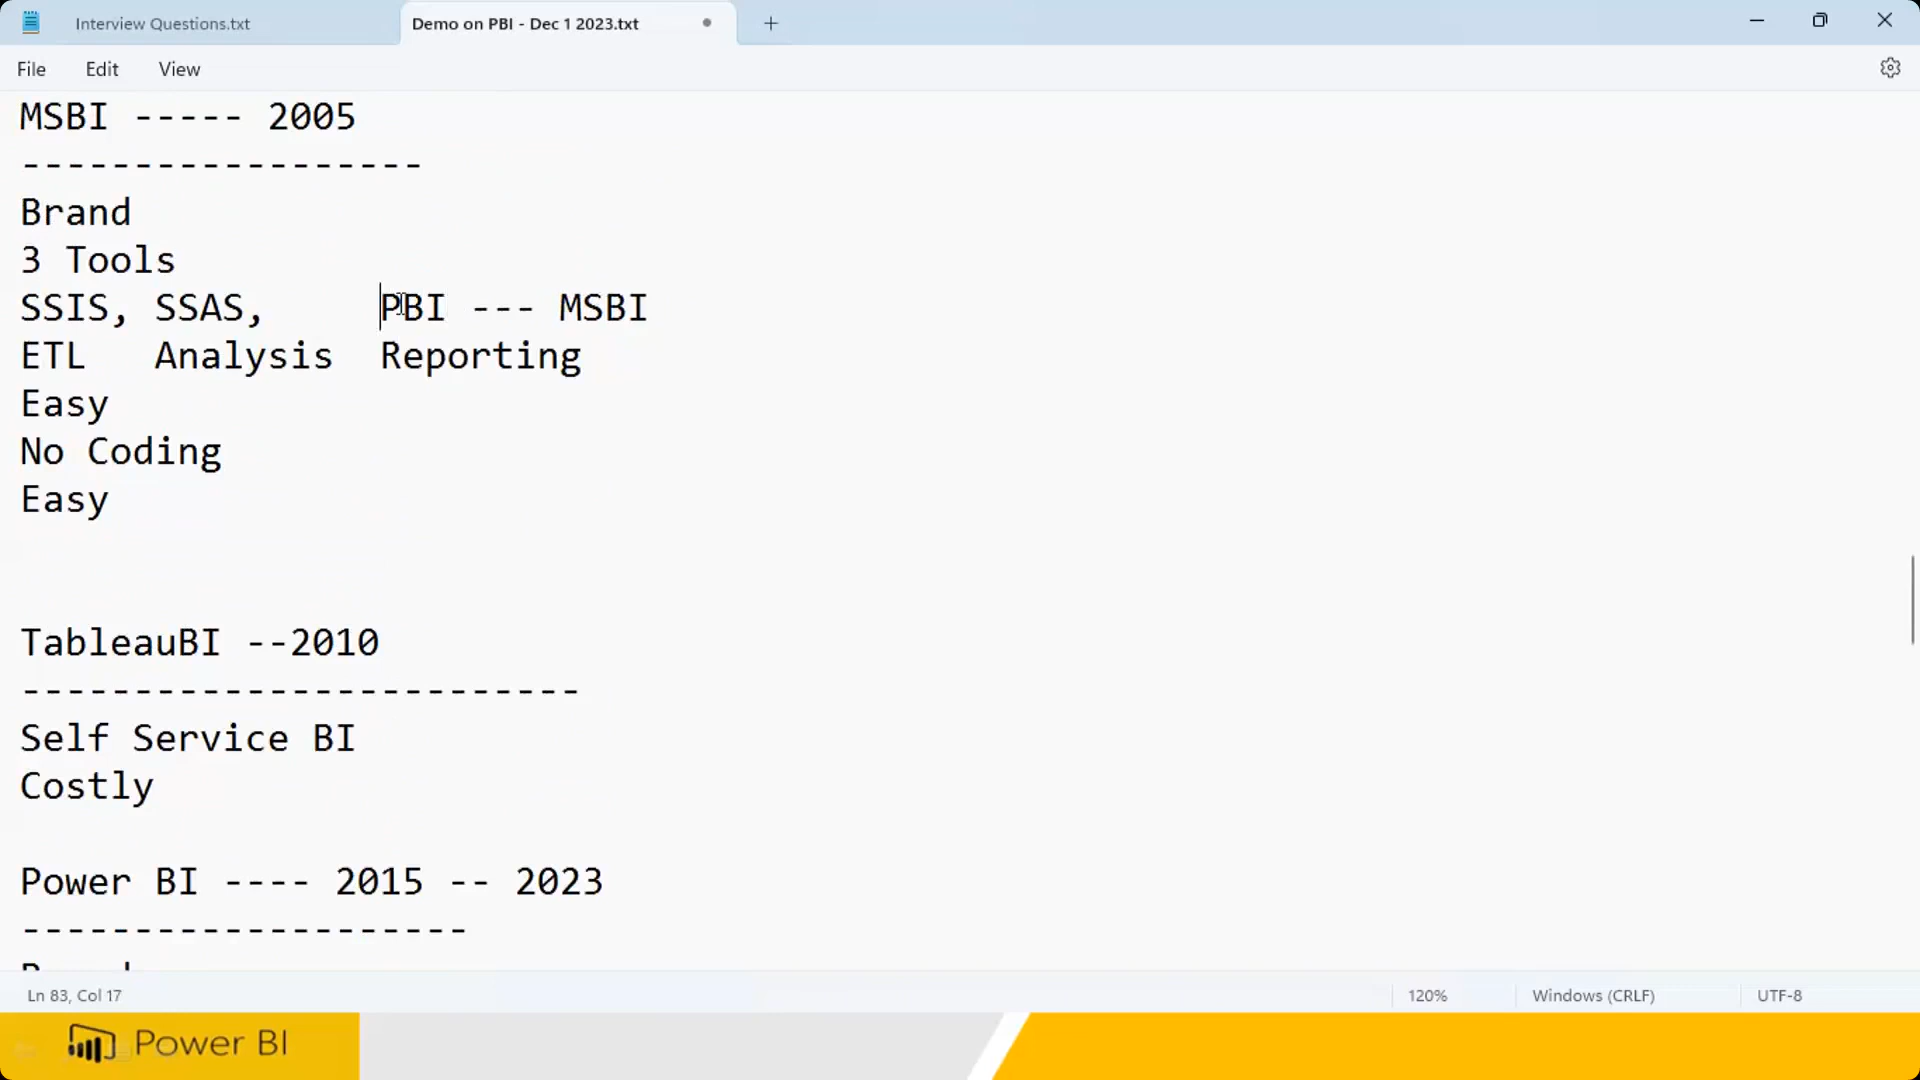 Interview Questions.txt
Demo on PBI - Dec 1 2023.txt
File Edit View
MSBI ----- 2005
------------------
Brand
3 Tools
SSIS, SSAS, PBI --- MSBI
ETL Analysis Reporting
Easy
No Coding
Easy
TableauBI --2010
-------------------------
Self Service BI
Costly
Power BI ---- 2015 -- 2023
--------------------
Ln 83, Col 17
120%
Windows (CRLF)
UTF-8
Power BI